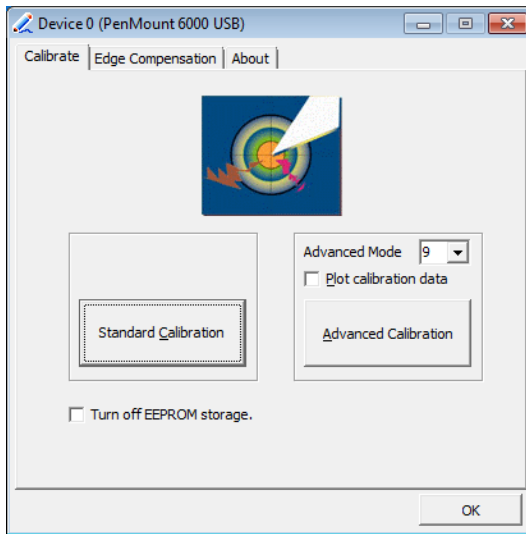 Device 0 (PenMount 6000 USB)
Calibrate Edge Compensation About
Advanced Mode 9
Plot calibration data
Standard Calibration
Advanced Calibration
Turn off EEPROM storage.
OK